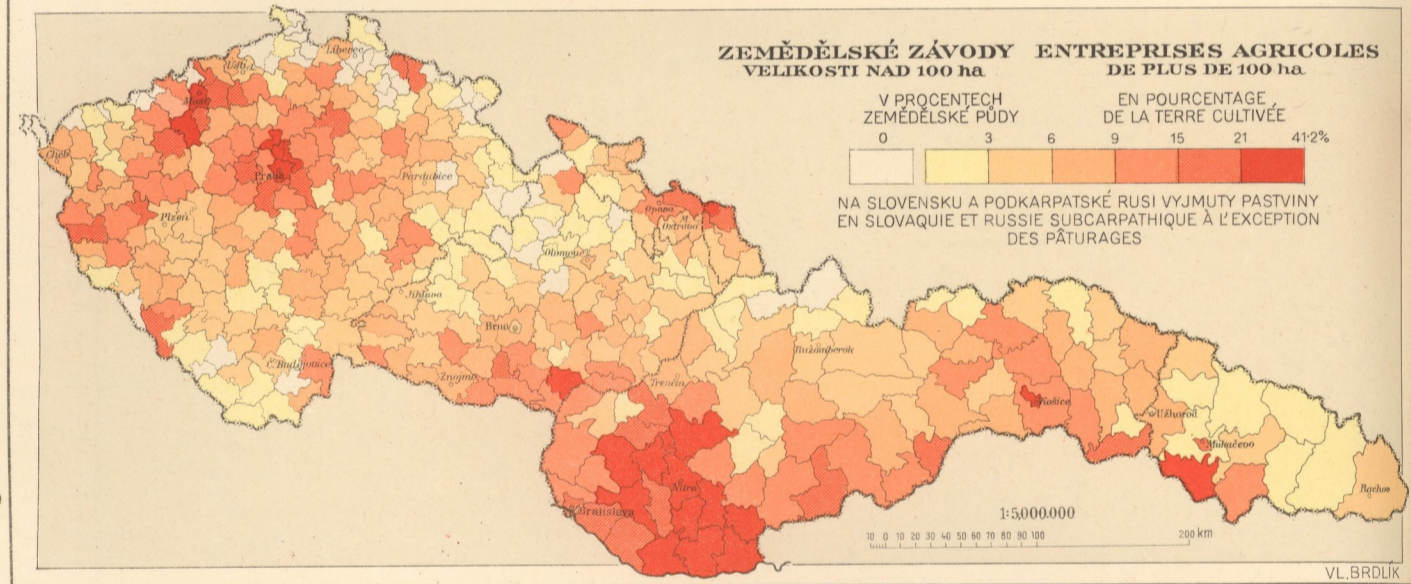 ZEMĚDĚLSKÉ ZÁVODY
VELIKOSTI NAD 100 ha
ENTREPRISES AGRICOLES
DE PLUS DE 100 ha
V PROCENTECH
ZEMĚDĚLSKÉ PŮDY
EN POURCENTAGE
DE LA TERRE CULTIVÉE
0 3 6 9 15 21 41·2%
NA SLOVENSKU A PODKARPATSKÉ RUSI VYJMUTY PASTVINY
EN SLOVAQUIE ET RUSSIE SUBCARPATHIQUE À L'EXCEPTION
DES PÂTURAGES
Liberec
Ústí
Most
Cheb
Praha
Pardubice
Plzeň
Opava
M. Ostrava
Olomouc
Jihlava
Brno
Č. Budějovice
Znojmo
Trenčín
Ružomberok
Košice
Užhorod
Mukačevo
Nitra
Bratislava
Rachov
1:5,000.000
10 0 10 20 30 40 50 60 70 80 90 100 200 km
VL. BRDLÍK